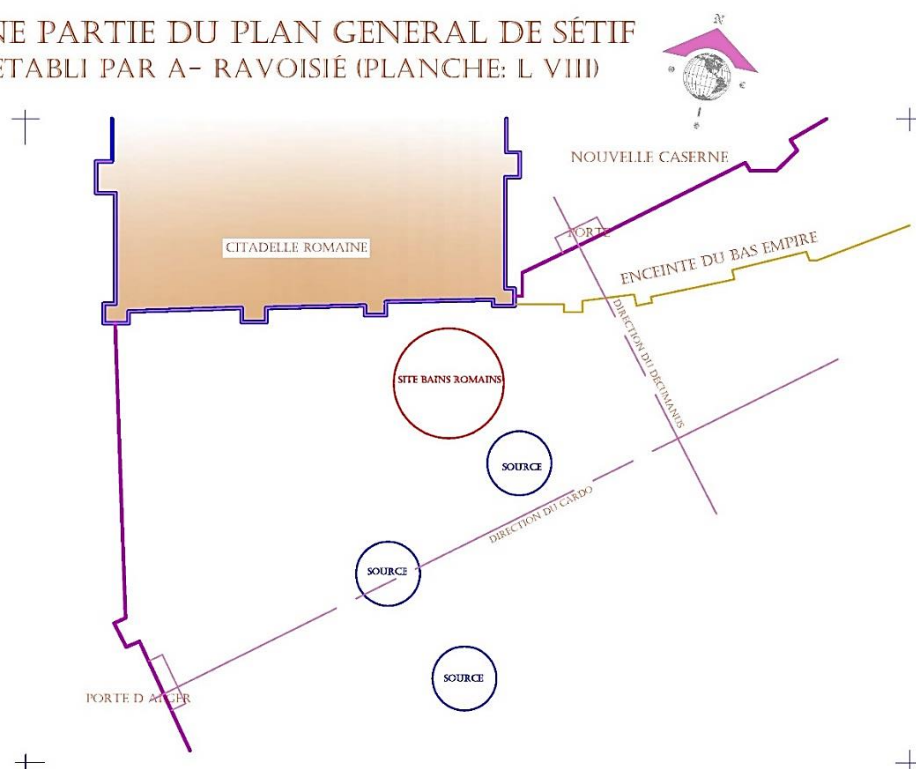 NE PARTIE DU PLAN GENERAL DE SÉTIF
ETABLI PAR A- RAVOISIÉ (PLANCHE: L VIII)
N
O
E
S
NOUVELLE CASERNE
PORTE
CITADELLE ROMAINE
ENCEINTE DU BAS EMPIRE
DIRECTION DU DECUMANUS
SITE BAINS ROMAINS
SOURCE
DIRECTION DU CARDO
SOURCE
SOURCE
PORTE D ALGER